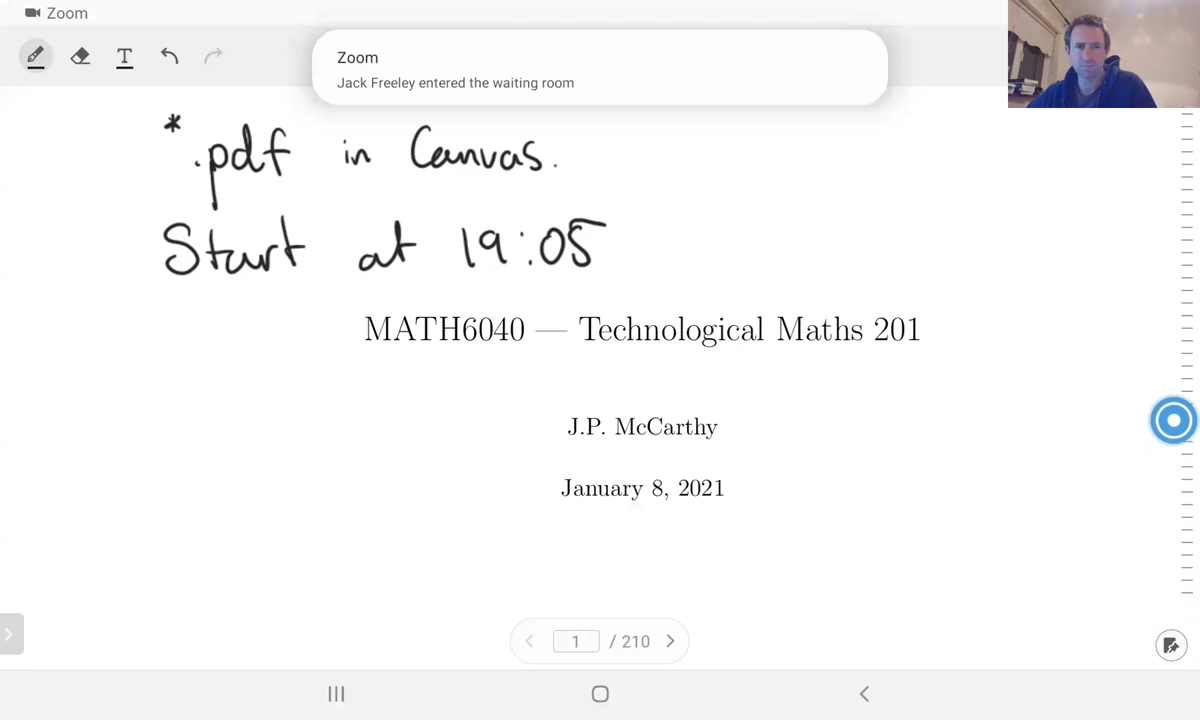 Zoom
Zoom
Jack Freeley entered the waiting room
* .pdf in Canvas.
Start at 19:05
MATH6040 — Technological Maths 201
J.P. McCarthy
January 8, 2021
1 / 210